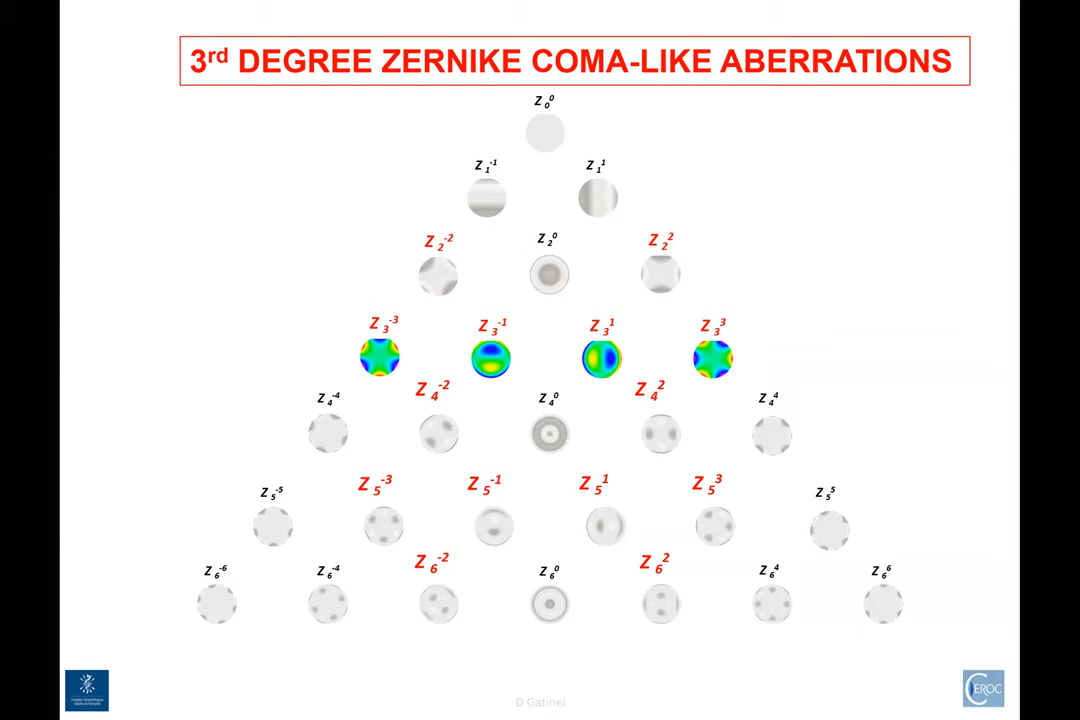 3rd DEGREE ZERNIKE COMA-LIKE ABERRATIONS
Z 0 0
Z 1 -1 Z 1 1
Z 2 -2 Z 2 0 Z 2 2
Z 3 -3 Z 3 -1 Z 3 1 Z 3 3
Z 4 -4 Z 4 -2 Z 4 0 Z 4 2 Z 4 4
Z 5 -5 Z 5 -3 Z 5 -1 Z 5 1 Z 5 3 Z 5 5
Z 6 -6 Z 6 -4 Z 6 -2 Z 6 0 Z 6 2 Z 6 4 Z 6 6
D Gatinel
CEROC